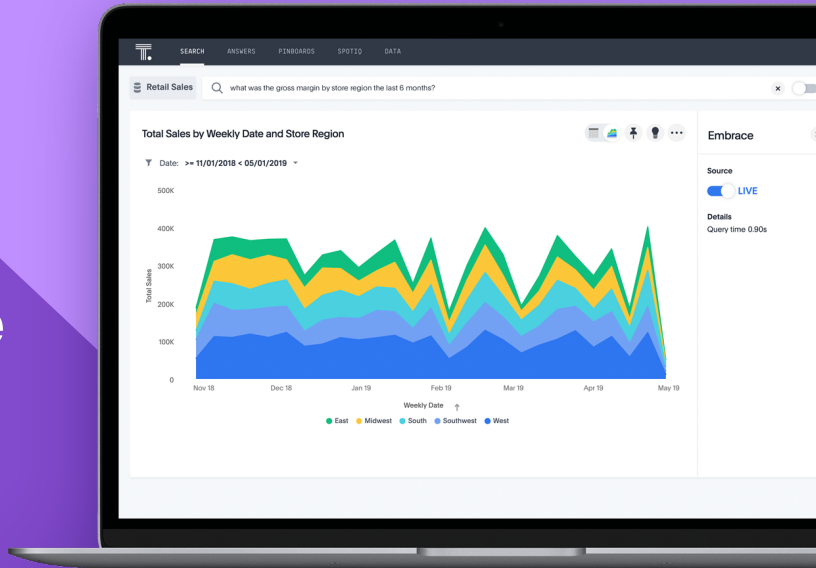 T.
SEARCH ANSWERS PINBOARDS SPOTIQ DATA
Retail Sales
what was the gross margin by store region the last 6 months?
Total Sales by Weekly Date and Store Region
Date: >= 11/01/2018 < 05/01/2019
500K
400K
300K
200K
100K
0
Total Sales
Nov 18 Dec 18 Jan 19 Feb 19 Mar 19 Apr 19 May 19
Weekly Date
East Midwest South Southwest West
Embrace
Source
LIVE
Details
Query time 0.90s
e